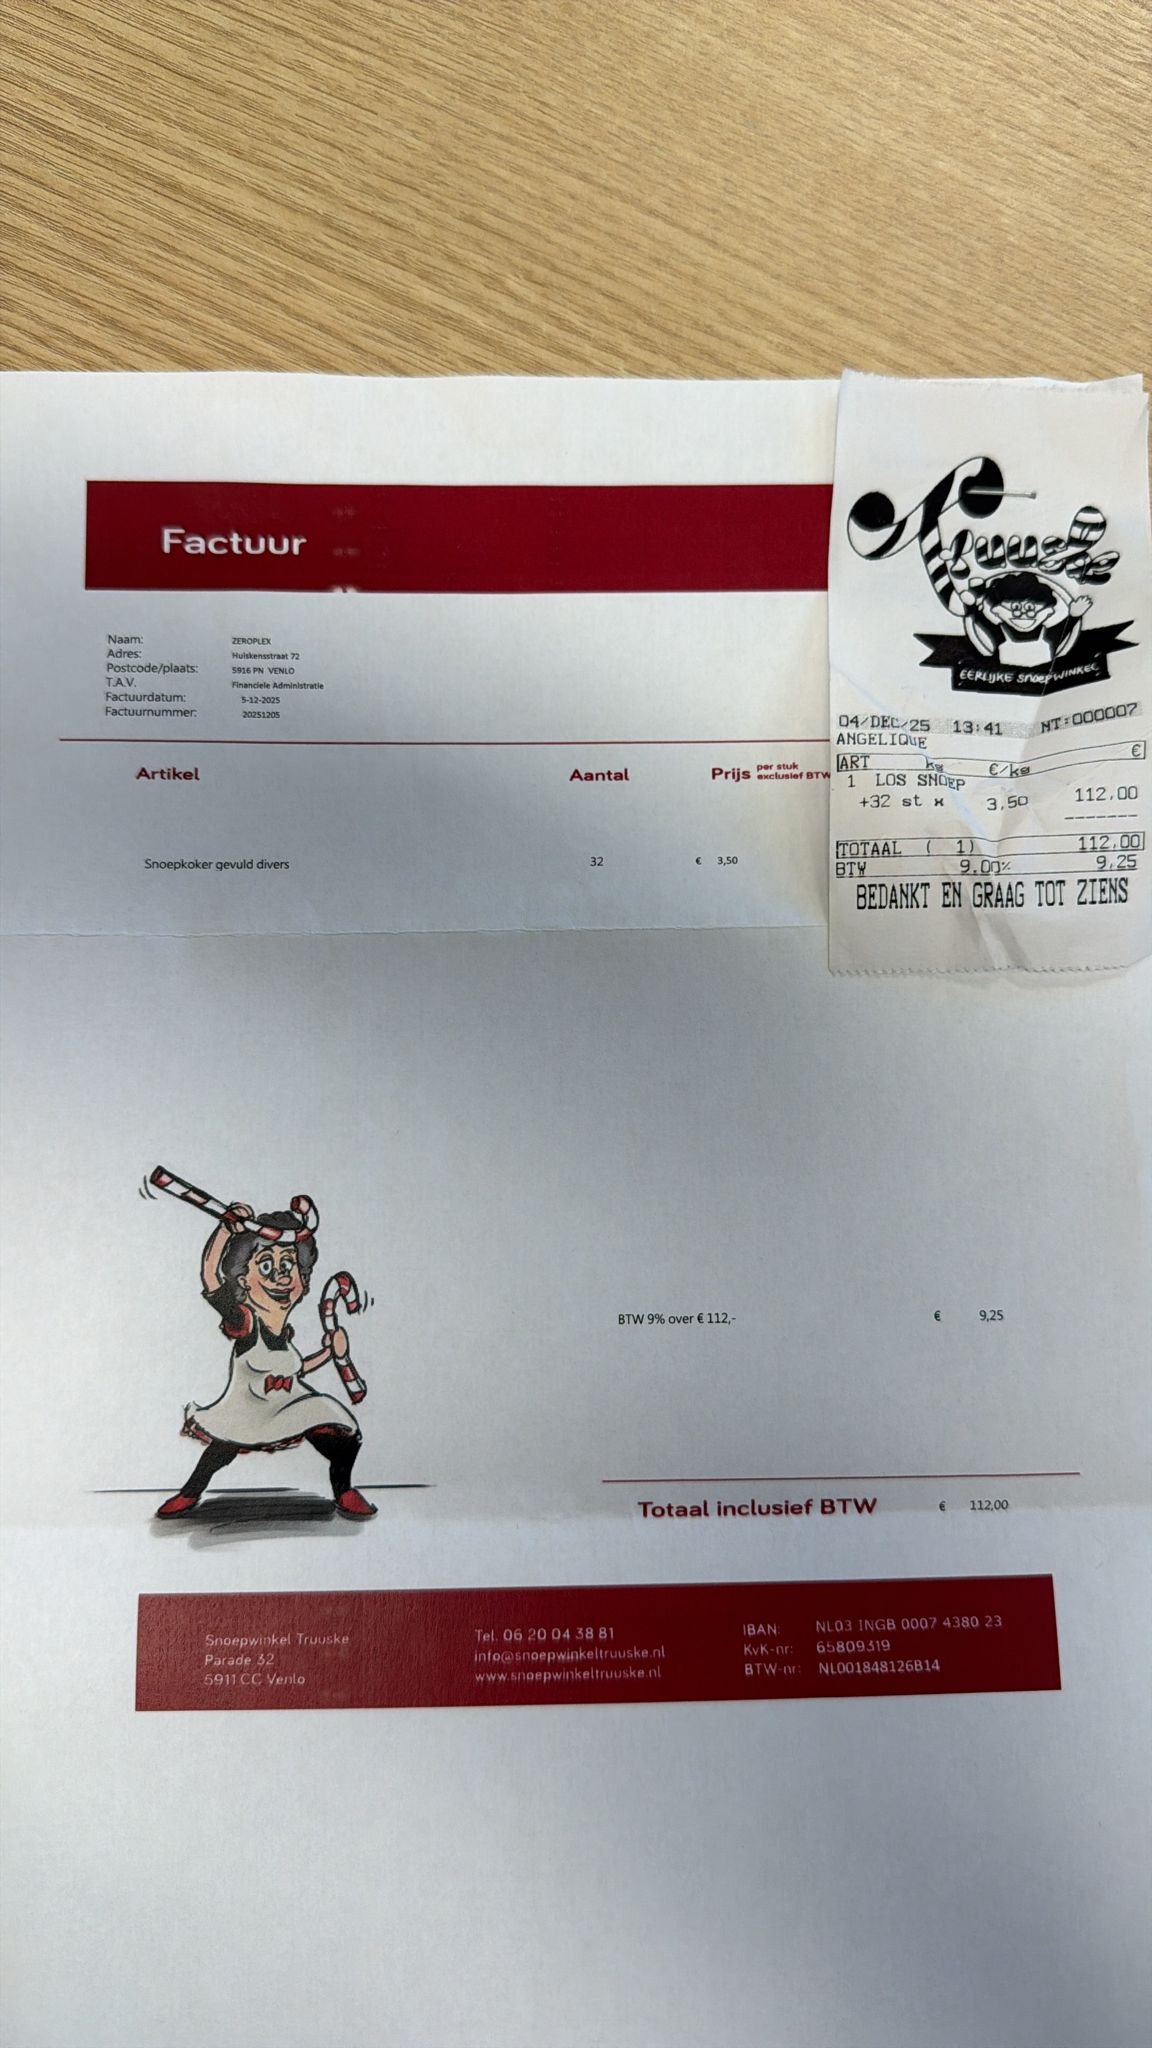 Factuur
Naam: ZEROPLEX
Adres: Huiskensstraat 72
Postcode/plaats: 5916 PN VENLO
T.A.V. Financiele Administratie
Factuurdatum: 5-12-2025
Factuurnummer: 20251205
Artikel Aantal Prijs per stuk exclusief BTW
Snoepkoker gevuld divers 32 € 3,50
Truuske
EERLIJKE SNOEPWINKEL
04/DEC/25 13:41 NT:000007
ANGELIQUE
€
ART kg €/kg
1 LOS SNOEP
+32 st x 3,50 112,00
-------
TOTAAL ( 1) 112,00
BTW 9.00% 9,25
BEDANKT EN GRAAG TOT ZIENS
BTW 9% over € 112,- € 9,25
Totaal inclusief BTW € 112,00
Snoepwinkel Truuske
Parade 32
5911 CC Venlo
Tel. 06 20 04 38 81
info@snoepwinkeltruuske.nl
www.snoepwinkeltruuske.nl
IBAN: NL03 INGB 0007 4380 23
KvK-nr: 65809319
BTW-nr: NL001848126B14